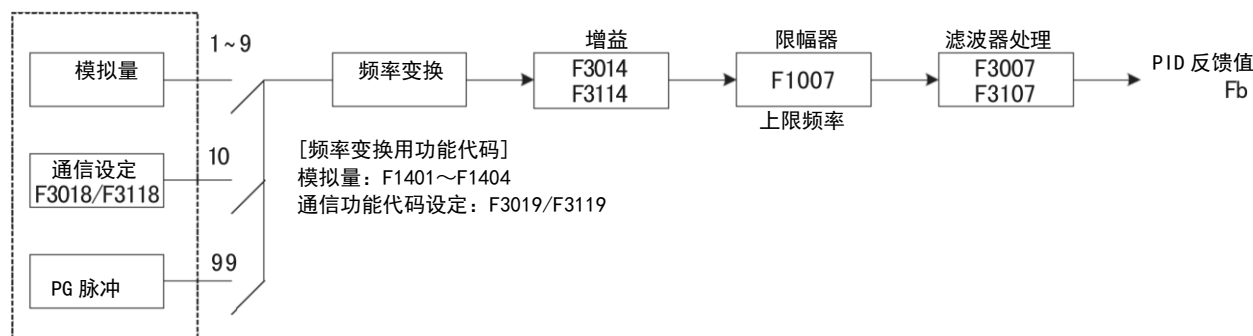 模拟量
1~9
频率变换
增益
F3014
F3114
限幅器
F1007
上限频率
滤波器处理
F3007
F3107
PID 反馈值
Fb
通信设定
F3018/F3118
10
[频率变换用功能代码]
模拟量：F1401～F1404
通信功能代码设定：F3019/F3119
PG 脉冲
99